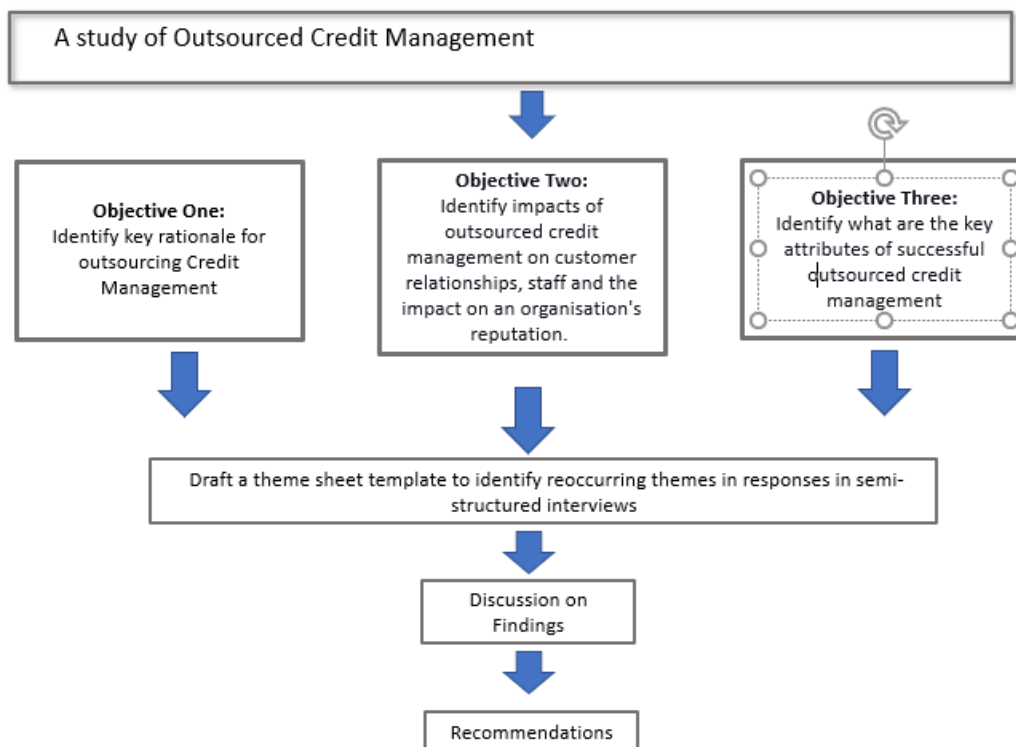 A study of Outsourced Credit Management
Objective One:
Identify key rationale for
outsourcing Credit
Management
Objective Two:
Identify impacts of
outsourced credit
management on customer
relationships, staff and the
impact on an organisation's
reputation.
Objective Three:
Identify what are the key
attributes of successful
outsourced credit
management
Draft a theme sheet template to identify reoccurring themes in responses in semi-
structured interviews
Discussion on
Findings
Recommendations